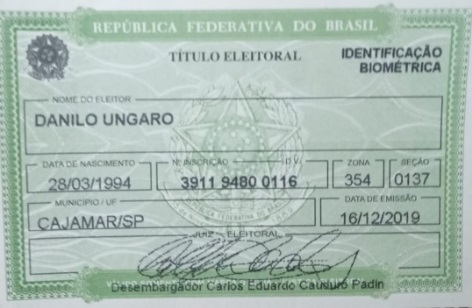 REPÚBLICA FEDERATIVA DO BRASIL
TÍTULO ELEITORAL
IDENTIFICAÇÃO
BIOMÉTRICA
NOME DO ELEITOR
DANILO UNGARO
DATA DE NASCIMENTO Nº INSCRIÇÃO D.V. ZONA SEÇÃO
28/03/1994 3911 9480 0116 354 0137
MUNICÍPIO / UF DATA DE EMISSÃO
CAJAMAR/SP 16/12/2019
JUIZ ELEITORAL
Desembargador Carlos Eduardo Cauduro Padin